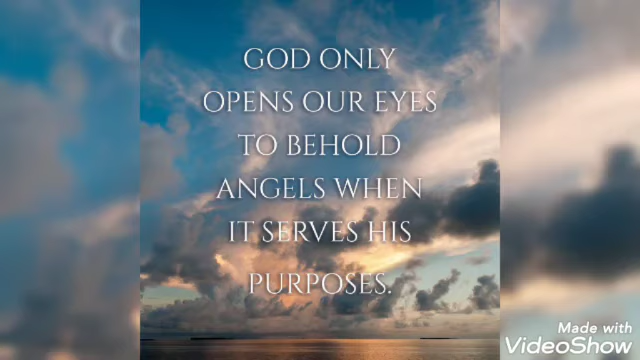 GOD ONLY
OPENS OUR EYES
TO BEHOLD
ANGELS WHEN
IT SERVES HIS
PURPOSES.
Made with
VideoShow